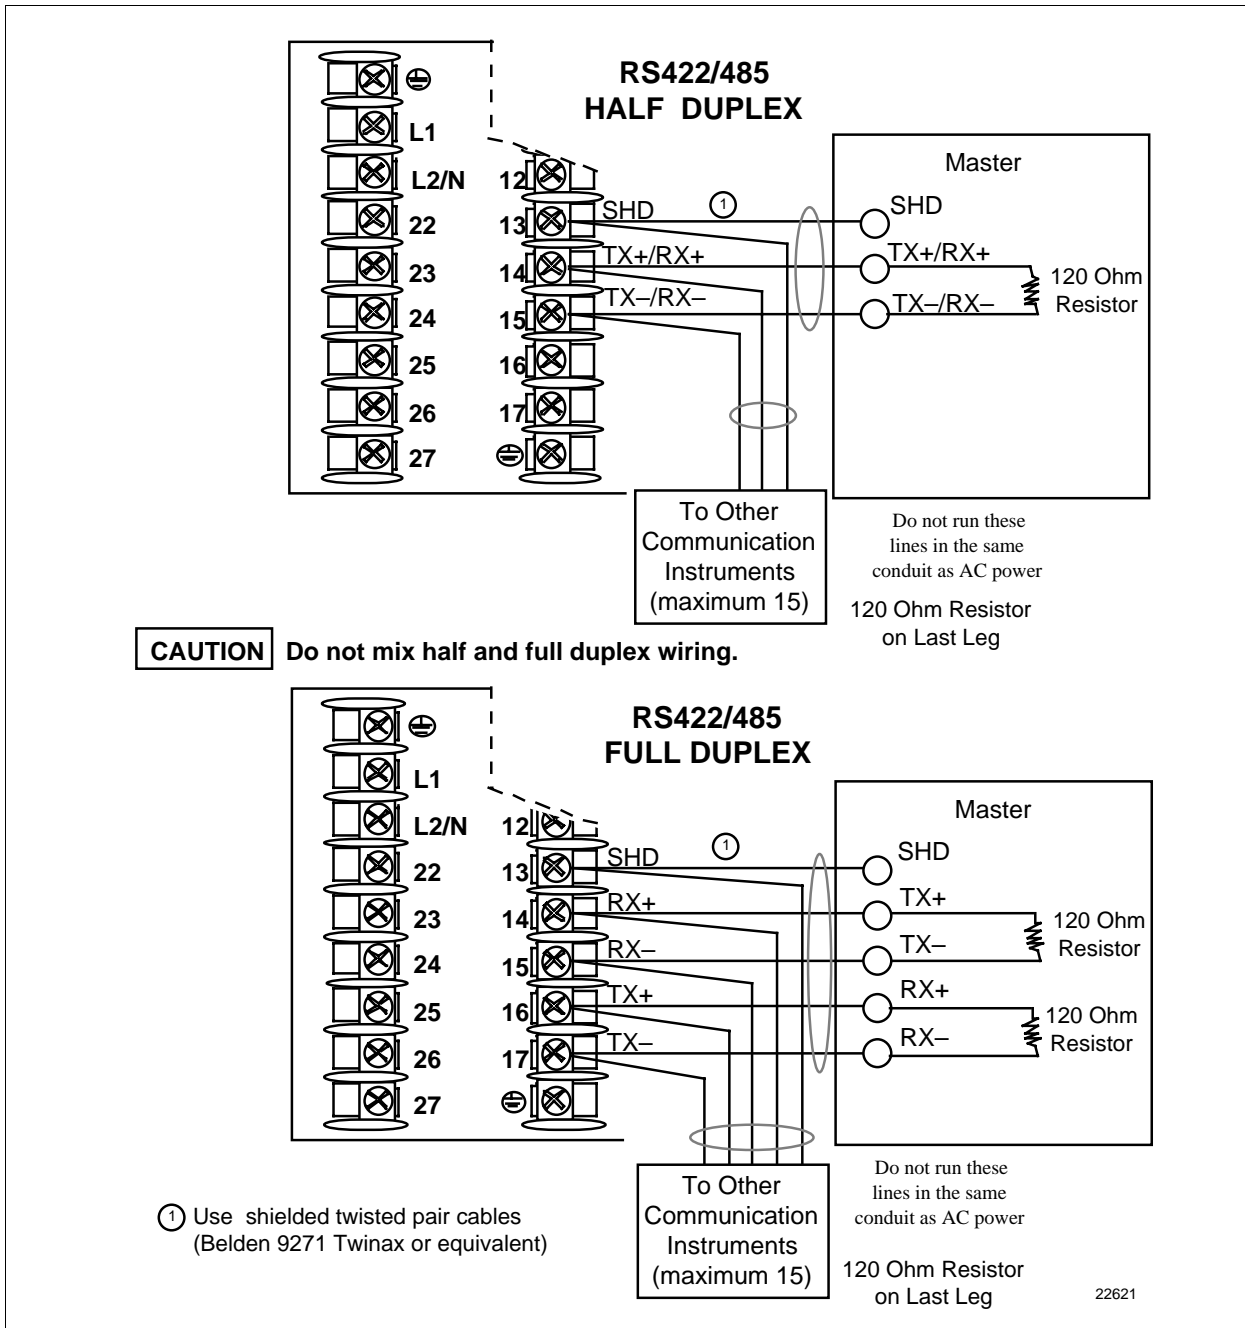 RS422/485
HALF DUPLEX
L1
L2/N
22
23
24
25
26
27
12
13
14
15
16
17
SHD
1
TX+/RX+
TX–/RX–
Master
SHD
TX+/RX+
TX–/RX–
120 Ohm
Resistor
To Other
Communication
Instruments
(maximum 15)
Do not run these
lines in the same
conduit as AC power
120 Ohm Resistor
on Last Leg
CAUTION Do not mix half and full duplex wiring.
RS422/485
FULL DUPLEX
L1
L2/N
22
23
24
25
26
27
12
13
14
15
16
17
SHD
1
RX+
RX–
TX+
TX–
Master
SHD
TX+
TX–
RX+
RX–
120 Ohm
Resistor
120 Ohm
Resistor
To Other
Communication
Instruments
(maximum 15)
Do not run these
lines in the same
conduit as AC power
120 Ohm Resistor
on Last Leg
1 Use shielded twisted pair cables
(Belden 9271 Twinax or equivalent)
22621